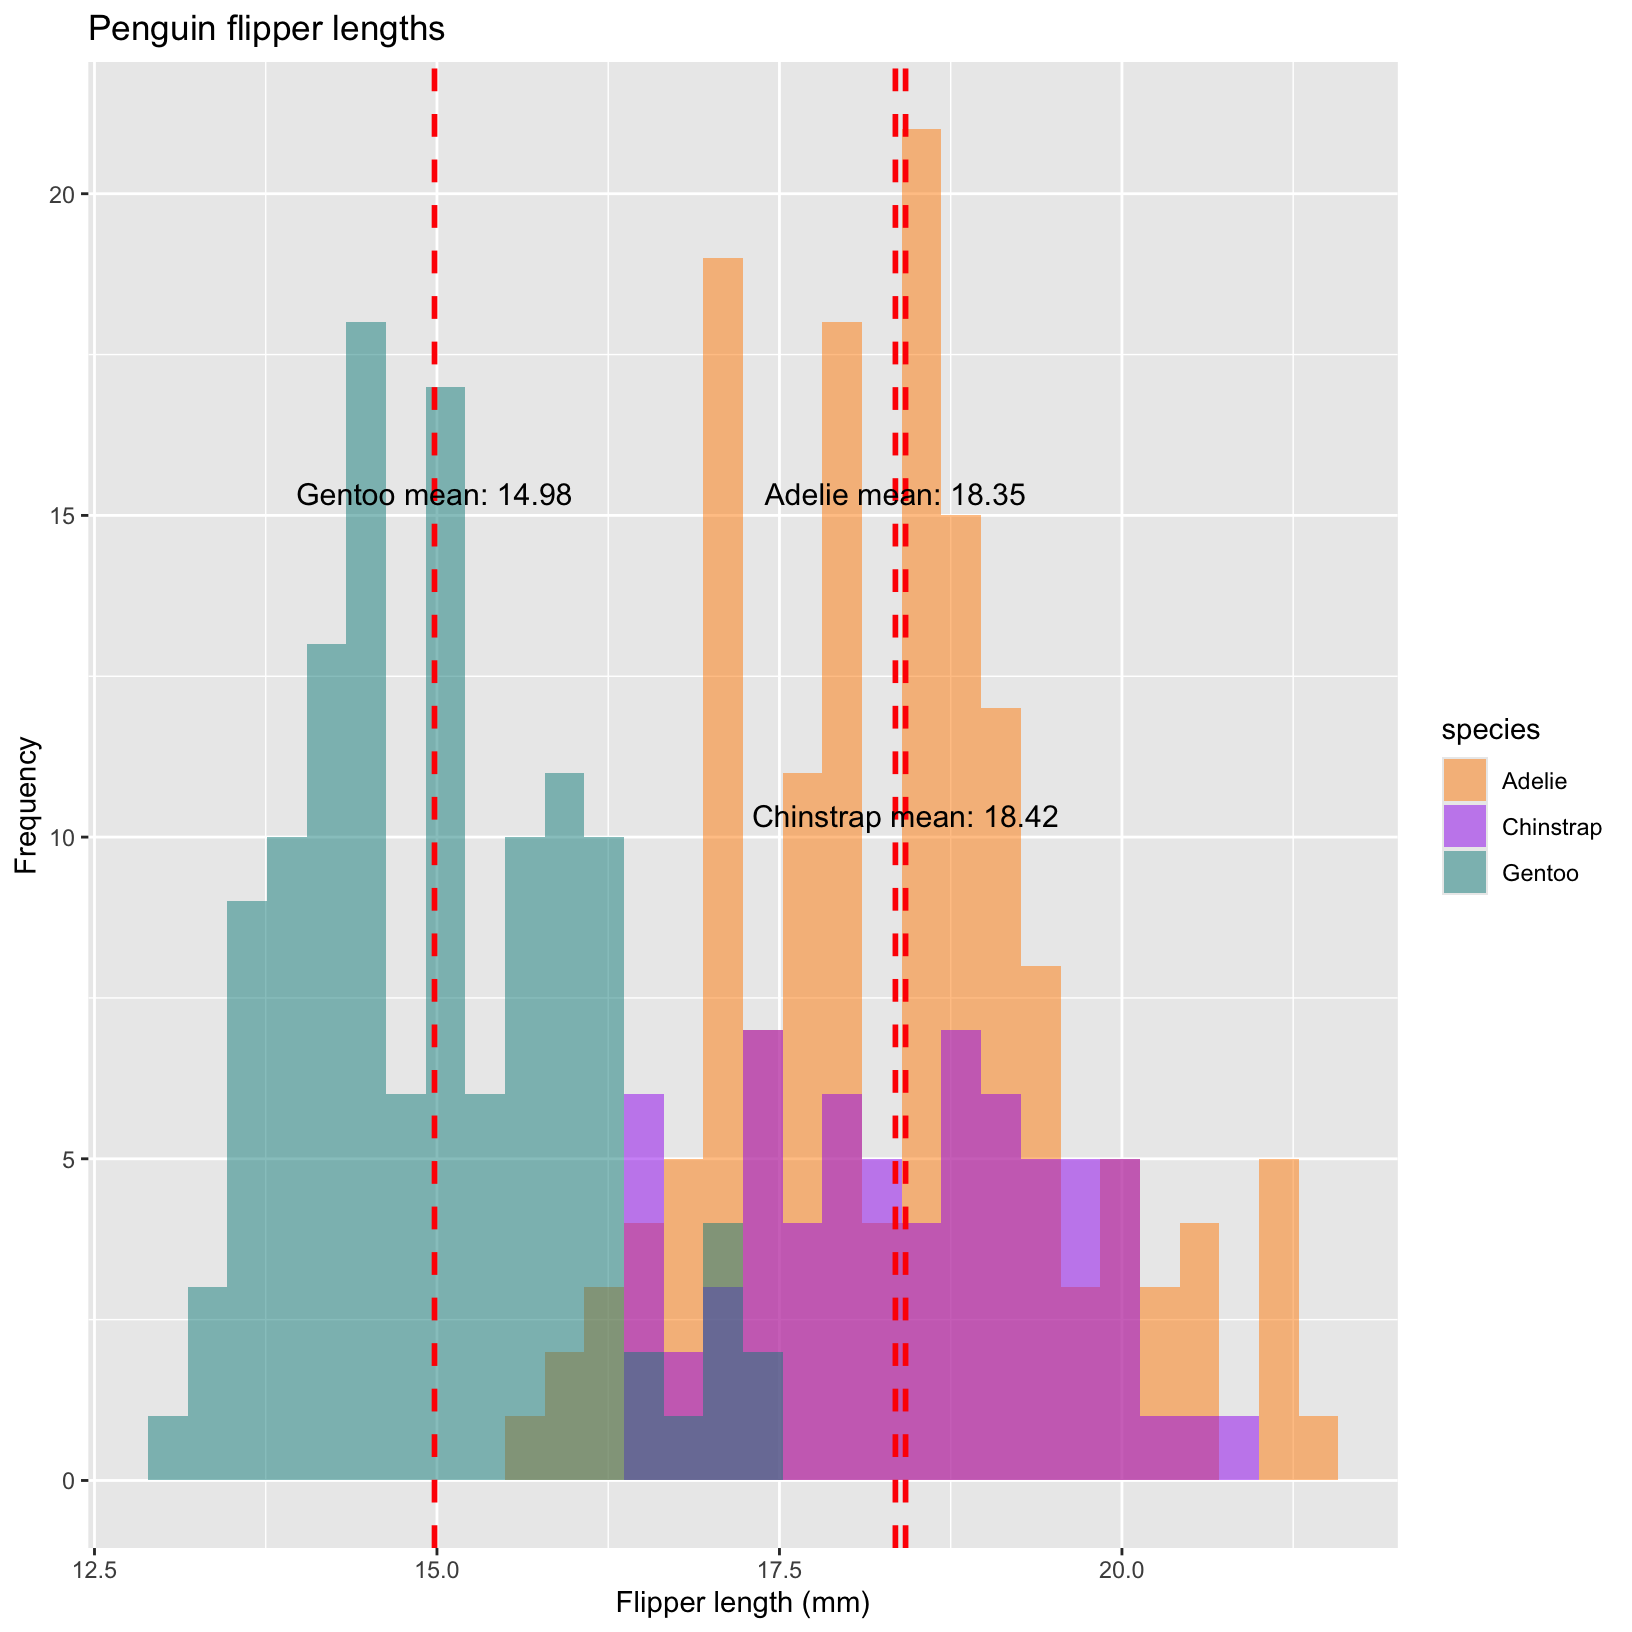 Penguin flipper lengths
20
15
10
5
0
Frequency
Gentoo mean: 14.98
Adelie mean: 18.35
Chinstrap mean: 18.42
12.5
15.0
17.5
20.0
Flipper length (mm)
species
Adelie
Chinstrap
Gentoo